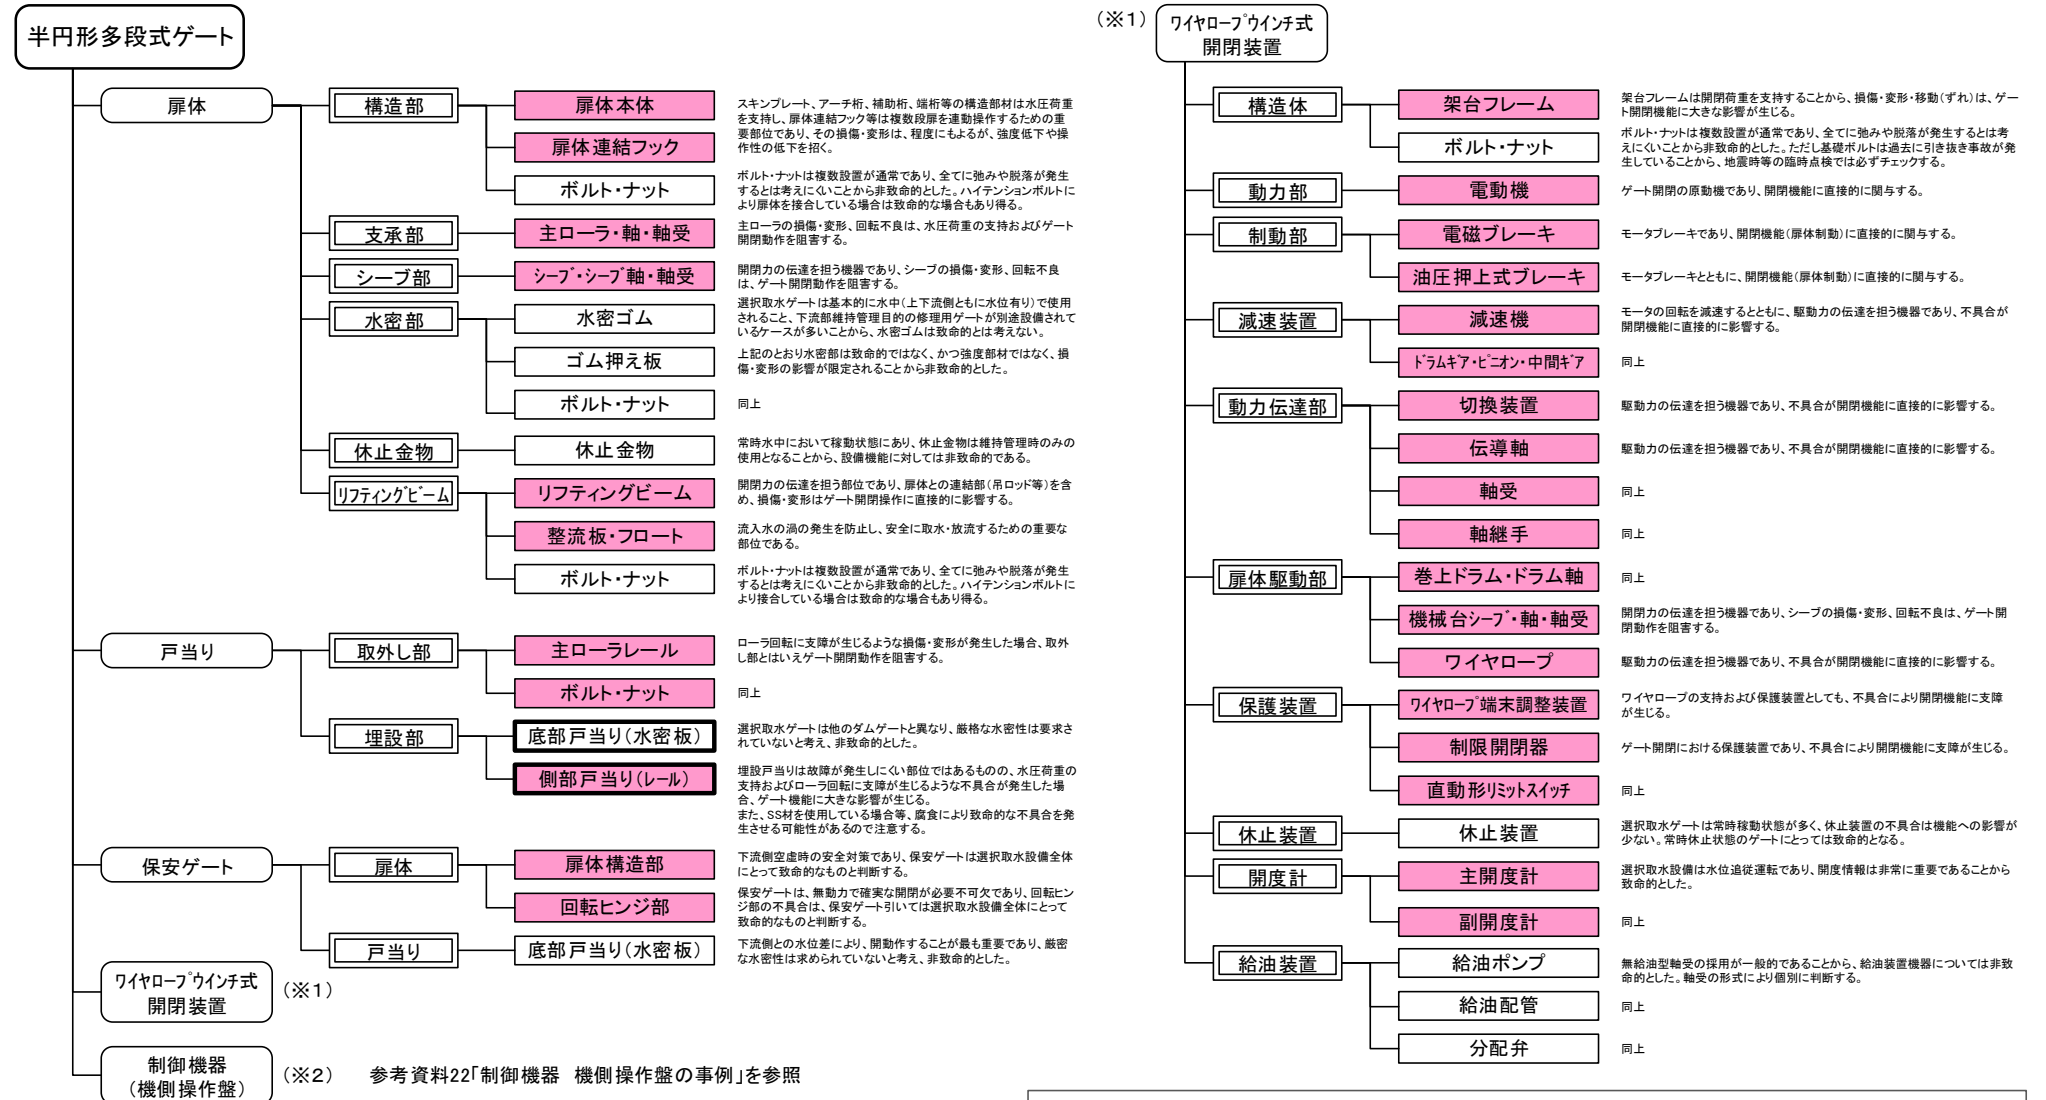 半円形多段式ゲート
扉体
構造部
扉体本体
スキンプレート、アーチ桁、補助桁、端桁等の構造部材は水圧荷重
を支持し、扉体連結フック等は複数段扉を連動操作するための重
要部位であり、その損傷・変形は、程度にもよるが、強度低下や操
作性の低下を招く。
扉体連結フック
ボルト・ナット
ボルト・ナットは複数設置が通常であり、全てに弛みや脱落が発生
するとは考えにくいことから非致命的とした。ハイテンションボルトに
より扉体を接合している場合は致命的な場合もあり得る。
支承部
主ローラ・軸・軸受
主ローラの損傷・変形、回転不良は、水圧荷重の支持およびゲート
開閉動作を阻害する。
シーブ部
シーブ・シーブ軸・軸受
開閉力の伝達を担う機器であり、シーブの損傷・変形、回転不良
は、ゲート開閉動作を阻害する。
水密部
水密ゴム
選択取水ゲートは基本的に水中(上下流側ともに水位有り)で使用
されること、下流部維持管理目的の修理用ゲートが別途設備されて
いるケースが多いことから、水密ゴムは致命的とは考えない。
ゴム押え板
上記のとおり水密部は致命的ではなく、かつ強度部材ではなく、損
傷・変形の影響が限定されることから非致命的とした。
ボルト・ナット
同上
休止金物
休止金物
常時水中において稼動状態にあり、休止金物は維持管理時のみの
使用となることから、設備機能に対しては非致命的である。
リフティングビーム
リフティングビーム
開閉力の伝達を担う部位であり、扉体との連結部(吊ロッド等)を含
め、損傷・変形はゲート開閉操作に直接的に影響する。
整流板・フロート
流入水の渦の発生を防止し、安全に取水・放流するための重要な
部位である。
ボルト・ナット
ボルト・ナットは複数設置が通常であり、全てに弛みや脱落が発生
するとは考えにくいことから非致命的とした。ハイテンションボルトに
より接合している場合は致命的な場合もあり得る。
戸当り
取外し部
主ローラレール
ローラ回転に支障が生じるような損傷・変形が発生した場合、取外
し部とはいえゲート開閉動作を阻害する。
ボルト・ナット
同上
埋設部
底部戸当り(水密板)
選択取水ゲートは他のダムゲートと異なり、厳格な水密性は要求さ
れていないと考え、非致命的とした。
側部戸当り(レール)
埋設戸当りは故障が発生しにくい部位ではあるものの、水圧荷重の
支持およびローラ回転に支障が生じるような不具合が発生した場
合、ゲート機能に大きな影響が生じる。
また、SS材を使用している場合等、腐食により致命的な不具合を発
生させる可能性があるので注意する。
保安ゲート
扉体
扉体構造部
下流側空虚時の安全対策であり、保安ゲートは選択取水設備全体
にとって致命的なものと判断する。
回転ヒンジ部
保安ゲートは、無動力で確実な開閉が必要不可欠であり、回転ヒン
ジ部の不具合は、保安ゲート引いては選択取水設備全体にとって
致命的なものと判断する。
戸当り
底部戸当り(水密板)
下流側との水位差により、開動作することが最も重要であり、厳密
な水密性は求められていないと考え、非致命的とした。
ワイヤロープウインチ式
開閉装置
(※1)
制御機器
(機側操作盤)
(※2) 参考資料22「制御機器 機側操作盤の事例」を参照
(※1)
ワイヤロープウインチ式
開閉装置
構造体
架台フレーム
架台フレームは開閉荷重を支持することから、損傷・変形・移動(ずれ)は、ゲー
ト開閉機能に大きな影響が生じる。
ボルト・ナット
ボルト・ナットは複数設置が通常であり、全てに弛みや脱落が発生するとは考
えにくいことから非致命的とした。ただし基礎ボルトは過去に引き抜き事故が発
生していることから、地震時等の臨時点検では必ずチェックする。
動力部
電動機
ゲート開閉の原動機であり、開閉機能に直接的に関与する。
制動部
電磁ブレーキ
モータブレーキであり、開閉機能(扉体制動)に直接的に関与する。
油圧押上式ブレーキ
モータブレーキとともに、開閉機能(扉体制動)に直接的に関与する。
減速装置
減速機
モータの回転を減速するとともに、駆動力の伝達を担う機器であり、不具合が
開閉機能に直接的に影響する。
ドラムギア・ピニオン・中間ギア
同上
動力伝達部
切換装置
駆動力の伝達を担う機器であり、不具合が開閉機能に直接的に影響する。
伝導軸
駆動力の伝達を担う機器であり、不具合が開閉機能に直接的に影響する。
軸受
同上
軸継手
同上
扉体駆動部
巻上ドラム・ドラム軸
同上
機械台シーブ・軸・軸受
開閉力の伝達を担う機器であり、シーブの損傷・変形、回転不良は、ゲート開
閉動作を阻害する。
ワイヤロープ
駆動力の伝達を担う機器であり、不具合が開閉機能に直接的に影響する。
保護装置
ワイヤロープ端末調整装置
ワイヤロープの支持および保護装置としても、不具合により開閉機能に支障
が生じる。
制限開閉器
ゲート開閉における保護装置であり、不具合により開閉機能に支障が生じる。
直動形リミットスイッチ
同上
休止装置
休止装置
選択取水ゲートは常時稼動状態が多く、休止装置の不具合は機能への影響が
少ない。常時休止状態のゲートにとっては致命的となる。
開度計
主開度計
選択取水設備は水位追従運転であり、開度情報は非常に重要であることから
致命的とした。
副開度計
同上
給油装置
給油ポンプ
無給油型軸受の採用が一般的であることから、給油装置機器については非致
命的とした。軸受の形式により個別に判断する。
給油配管
同上
分配弁
同上